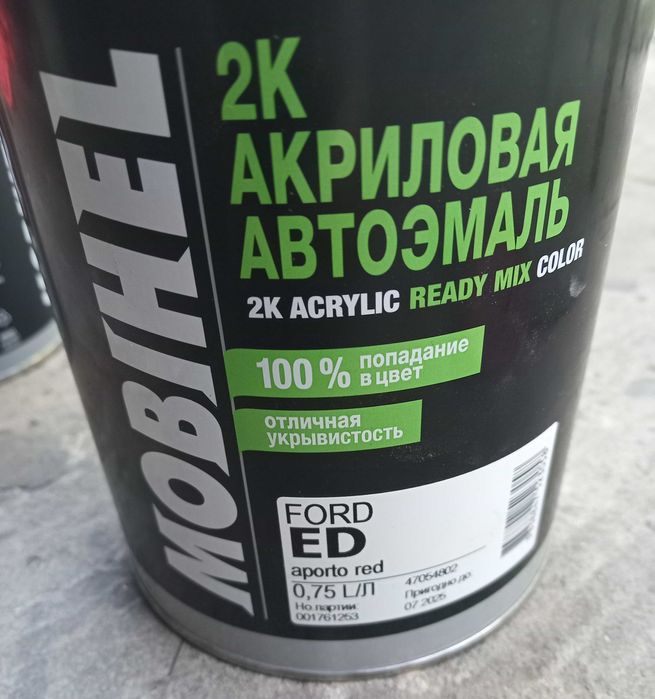 MOBIHEL
2K
АКРИЛОВАЯ
АВТОЭМАЛЬ
2K ACRYLIC READY MIX COLOR
100 % попадание
в цвет
отличная
укрывистость
FORD
ED
aporto red
0,75 L/Л
47054802
Но.партии:
Пригодно до:
001761253
07 2025